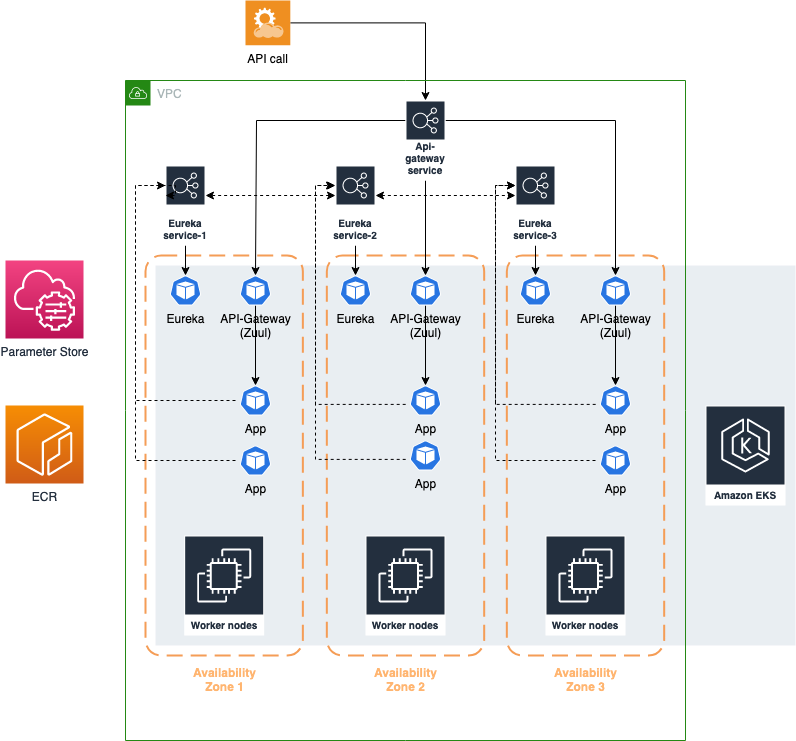 API call
VPC
Api-
gateway
service
Eureka
service-1
Eureka
service-2
Eureka
service-3
Eureka
API-Gateway
(Zuul)
Eureka
API-Gateway
(Zuul)
Eureka
API-Gateway
(Zuul)
Parameter Store
App
App
App
App
App
App
ECR
K
Amazon EKS
Worker nodes
Worker nodes
Worker nodes
Availability
Zone 1
Availability
Zone 2
Availability
Zone 3